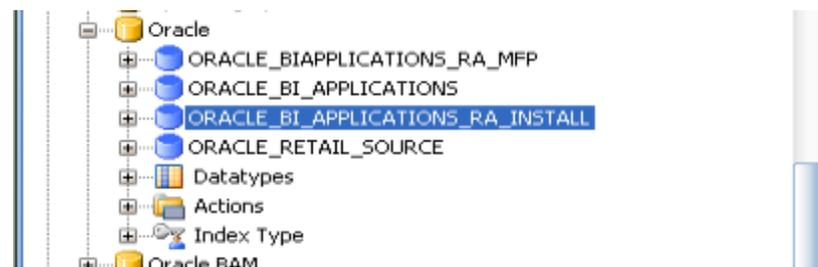 Oracle
ORACLE_BIAPPLICATIONS_RA_MFP
ORACLE_BI_APPLICATIONS
ORACLE_BI_APPLICATIONS_RA_INSTALL
ORACLE_RETAIL_SOURCE
Datatypes
Actions
Index Type
Oracle BAM